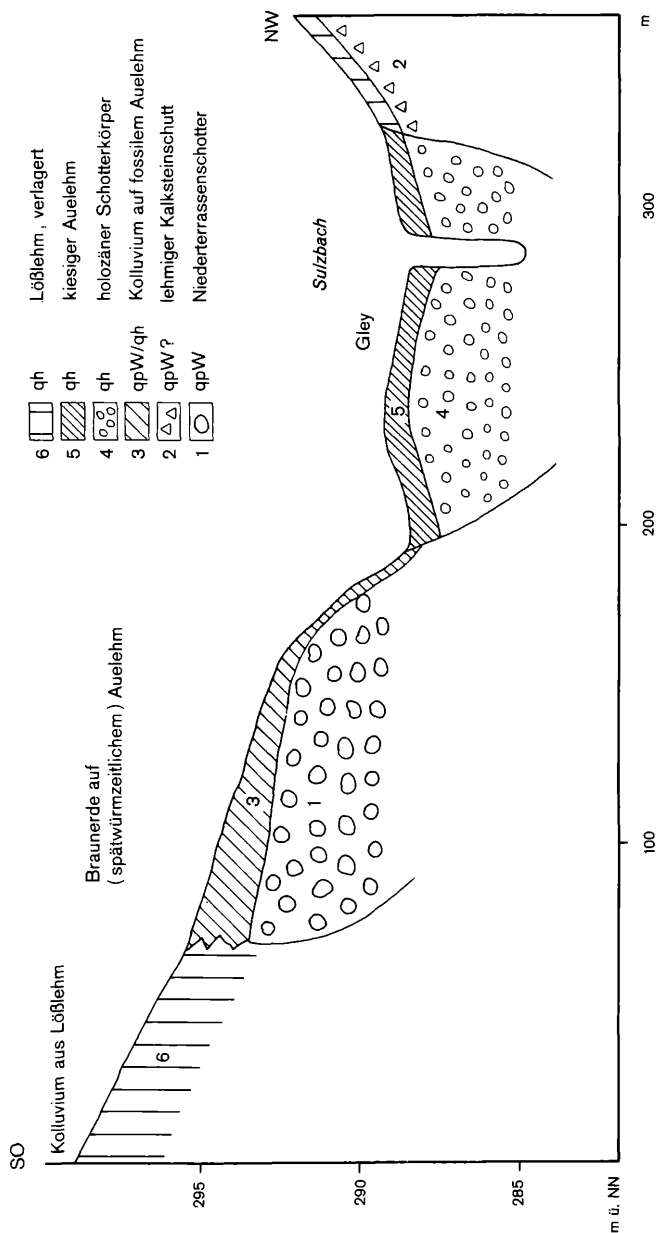 SO
NW
Kolluvium aus Lößlehm
Braunerde auf
(spätwürmzeitlichem) Auelehm
Gley
Sulzbach
6 qh Lößlehm, verlagert
5 qh kiesiger Auelehm
4 qh holozäner Schotterkörper
3 qpW/qh Kolluvium auf fossilem Auelehm
2 qpW? lehmiger Kalksteinschutt
1 qpW Niederterrassenschotter
6
3
1
5
4
2
295
290
285
m ü. NN
100
200
300
m